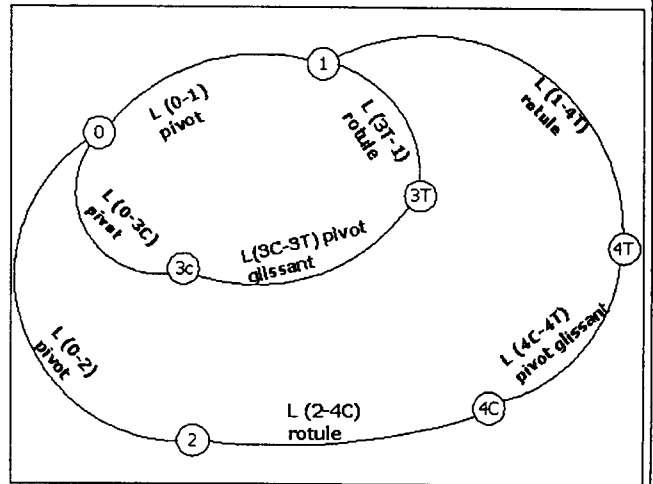 1
L (0-1)
pivot
L (1-4T)
rotule
0
L (3T-1)
rotule
3T
L (0-3C)
pivot
L(3C-3T) pivot
glissant
3c
4T
L (0-2)
pivot
L (4C-4T)
pivot glissant
L (2-4C)
rotule
4C
2